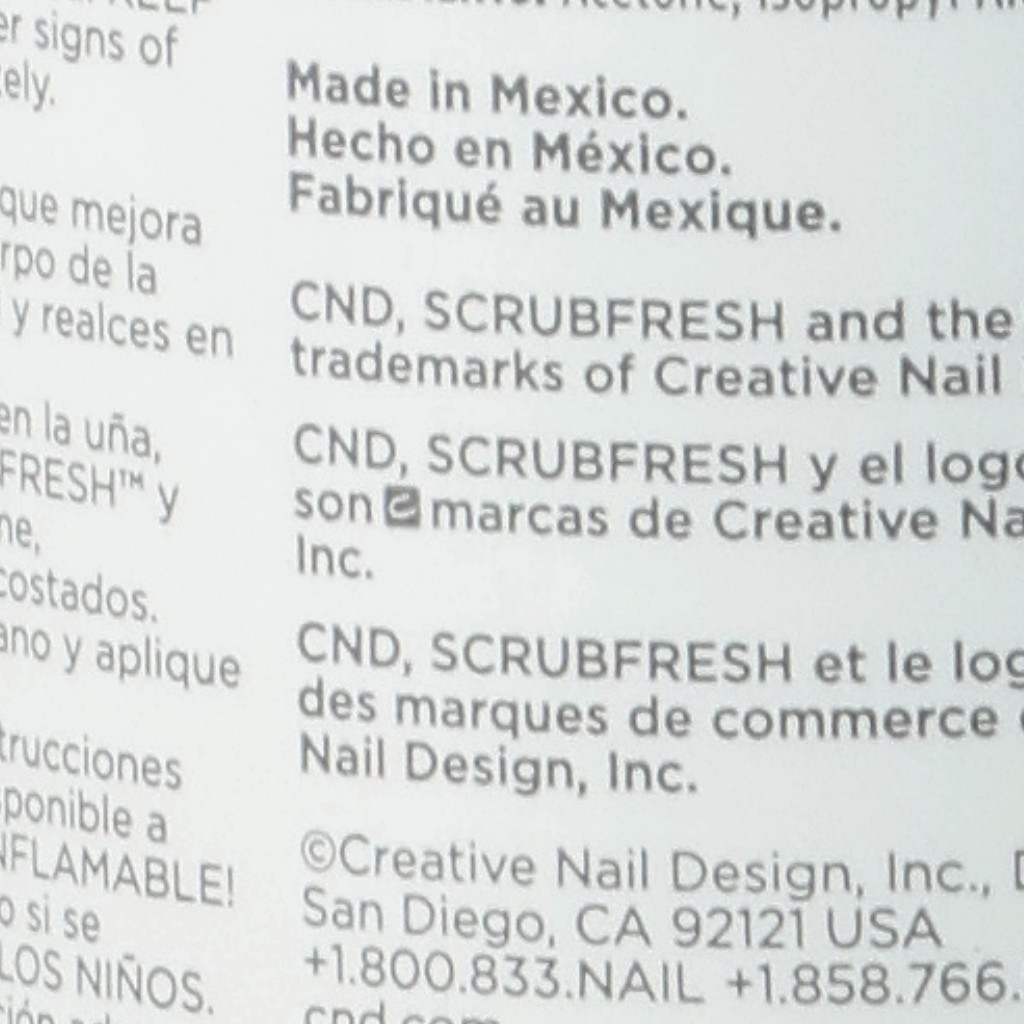 er signs of
que mejora
rpo de la
y realces en
en la uña,
FRESH™ y
costados.
ano y aplique
trucciones
sponible a
NFLAMABLE!
o si se
LOS NIÑOS.
Made in Mexico.
Hecho en México.
Fabriqué au Mexique.
CND, SCRUBFRESH and the
trademarks of Creative Nail
CND, SCRUBFRESH y el logo
son marcas de Creative Na
Inc.
CND, SCRUBFRESH et le log
des marques de commerce
Nail Design, Inc.
©Creative Nail Design, Inc.,
San Diego, CA 92121 USA
+1.800.833.NAIL +1.858.766.
cnd.com